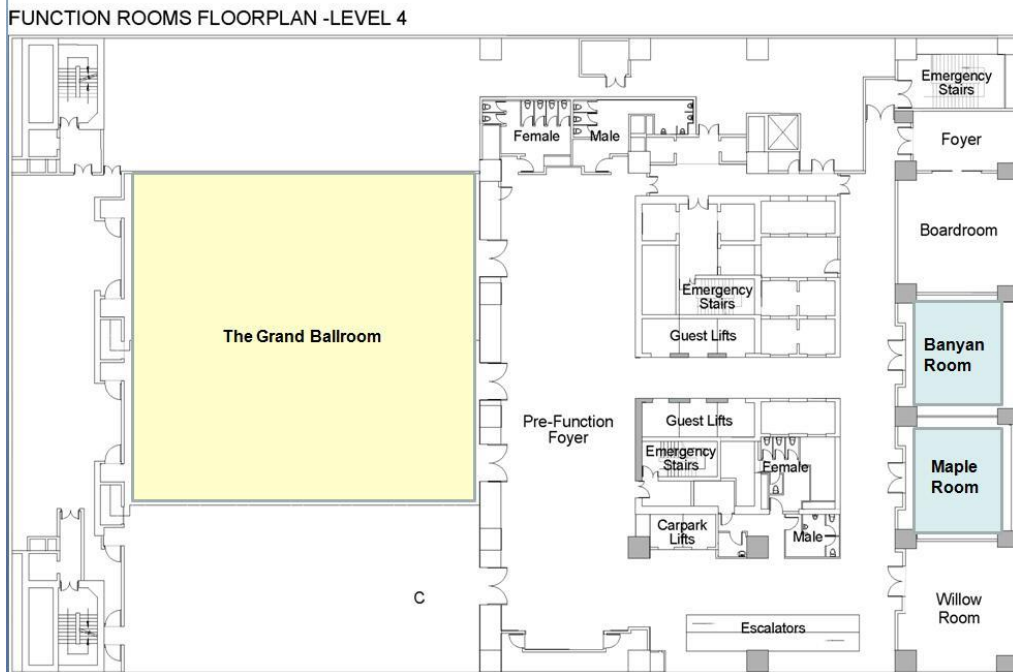 FUNCTION ROOMS FLOORPLAN -LEVEL 4
Emergency
Stairs
Female
Male
Foyer
Boardroom
Emergency
Stairs
The Grand Ballroom
Guest Lifts
Banyan
Room
Pre-Function
Foyer
Guest Lifts
Emergency
Stairs
Female
Maple
Room
Carpark
Lifts
Male
C
Willow
Room
Escalators